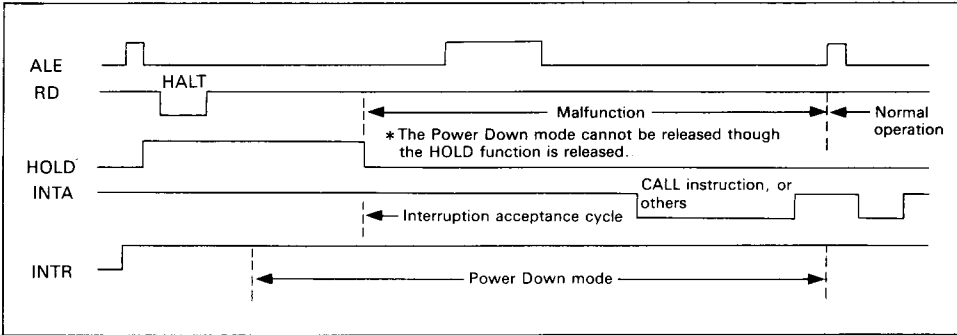 ALE
HALT
RD
Malfunction
Normal
operation
* The Power Down mode cannot be released though
the HOLD function is released.
HOLD
INTA
CALL instruction, or
others
Interruption acceptance cycle
INTR
Power Down mode